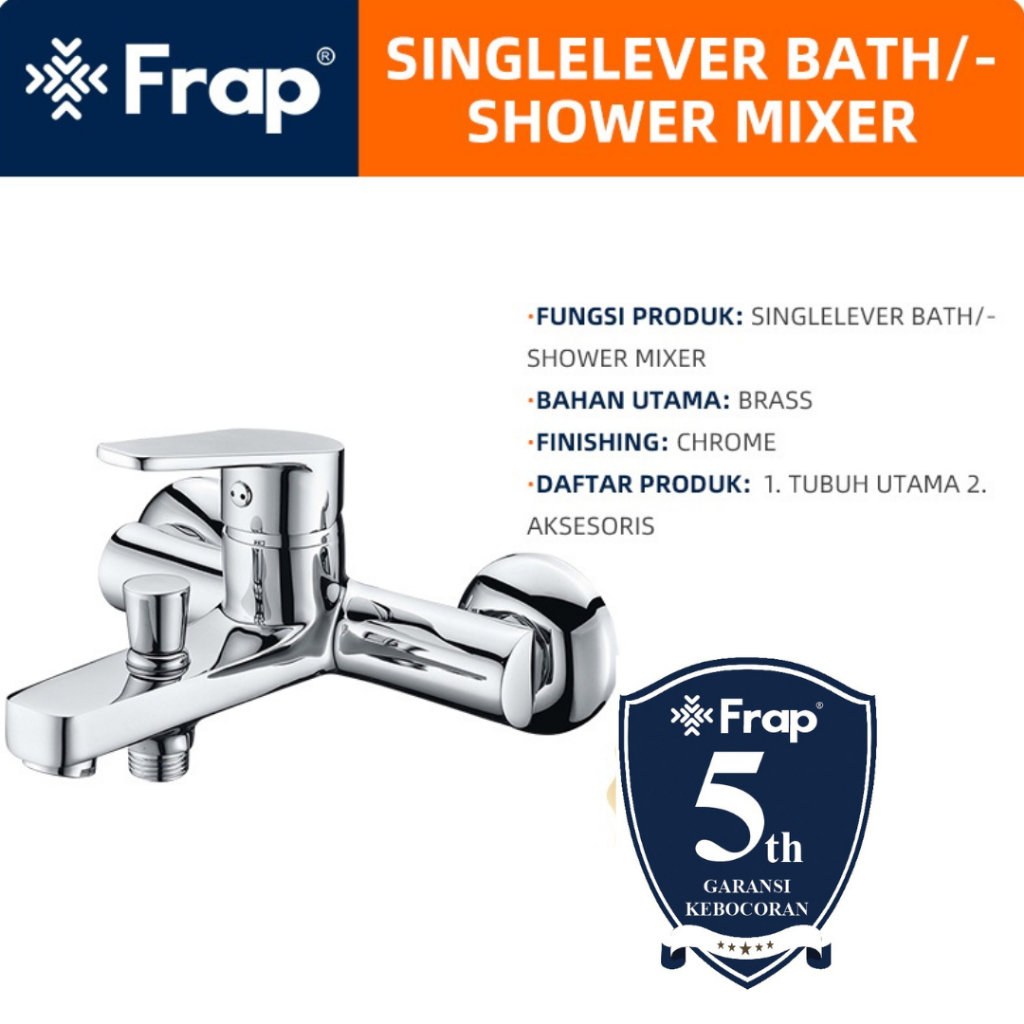 Frap®
SINGLELEVER BATH/-
SHOWER MIXER
·FUNGSI PRODUK: SINGLELEVER BATH/-
SHOWER MIXER
·BAHAN UTAMA: BRASS
·FINISHING: CHROME
·DAFTAR PRODUK: 1. TUBUH UTAMA 2.
AKSESORIS
Frap®
5th
GARANSI
KEBOCORAN